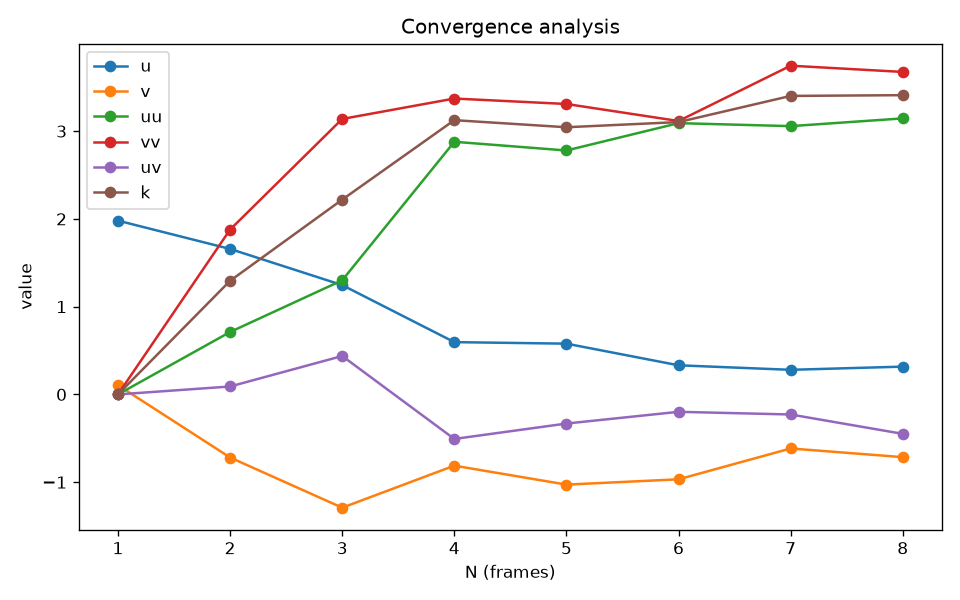 Convergence analysis
u
v
uu
vv
uv
k
value
3
2
1
0
−1
1 2 3 4 5 6 7 8
N (frames)